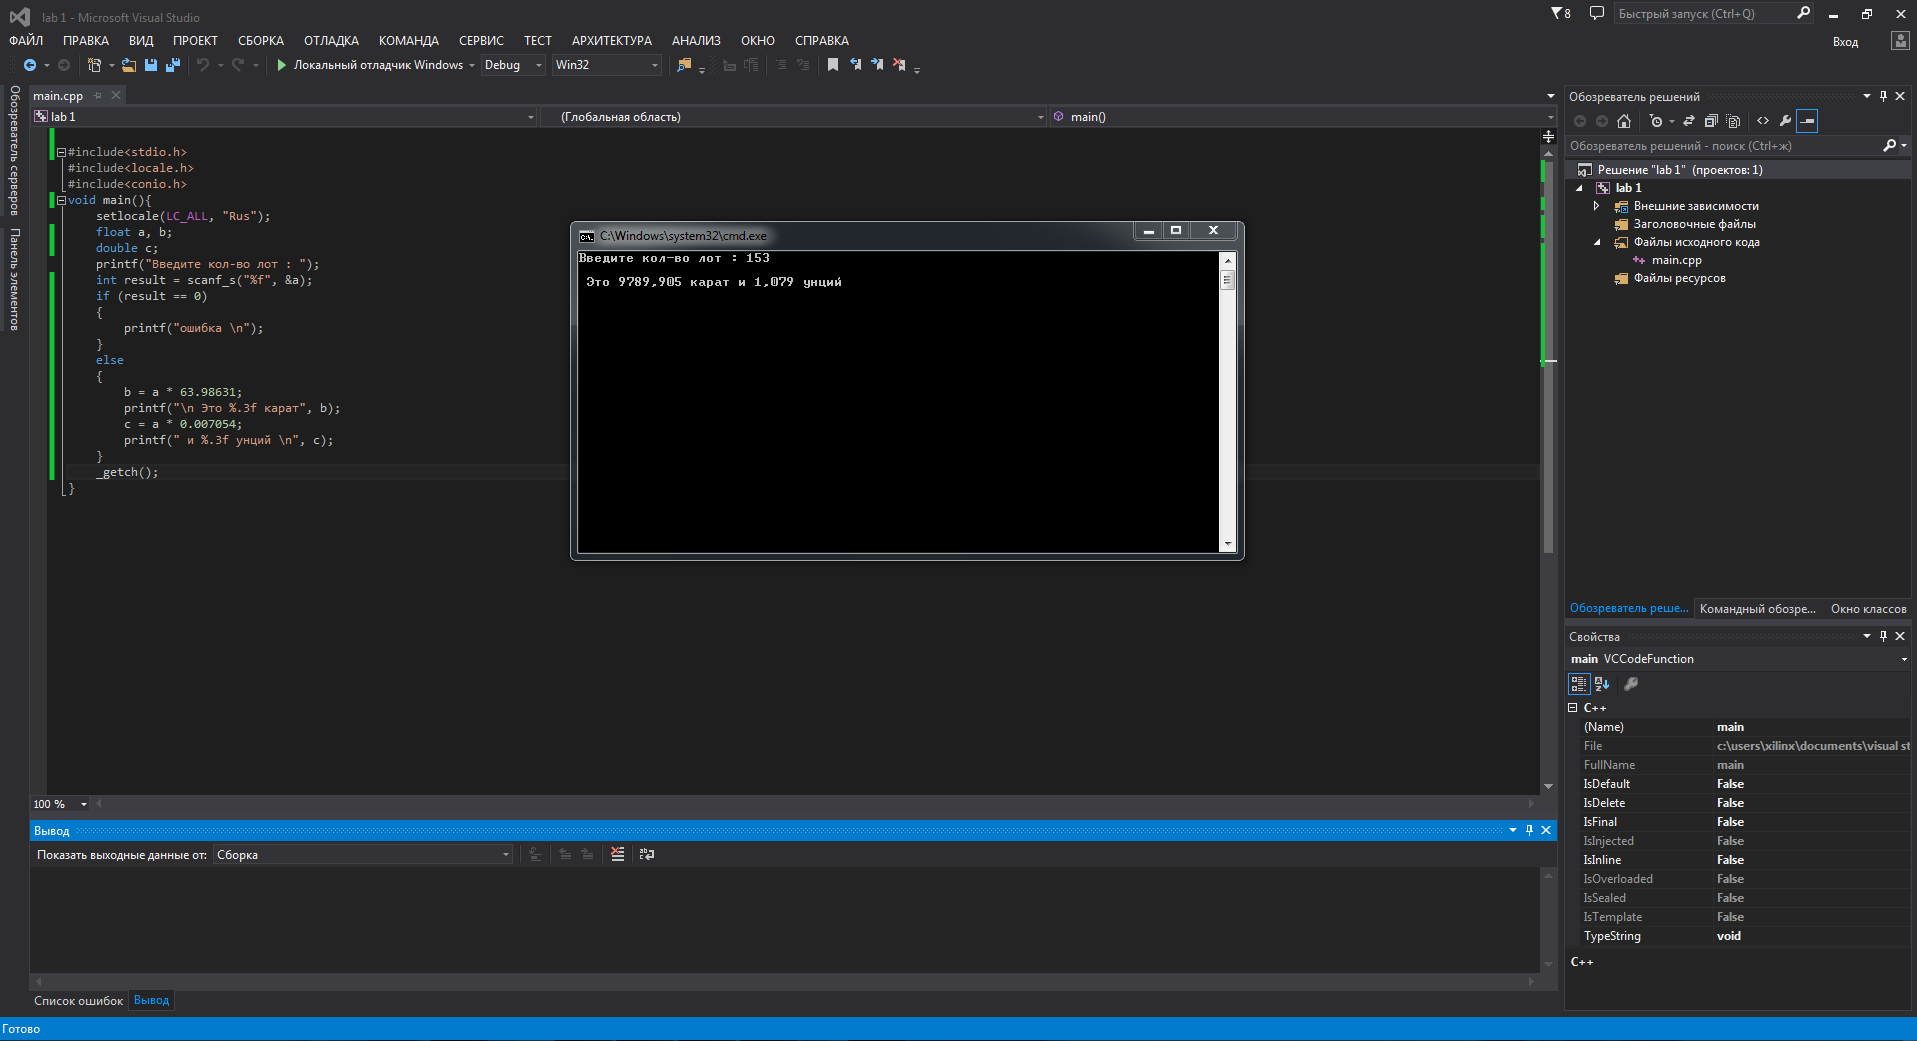 lab 1 - Microsoft Visual Studio
8
Быстрый запуск (Ctrl+Q)
ФАЙЛ ПРАВКА ВИД ПРОЕКТ СБОРКА ОТЛАДКА КОМАНДА СЕРВИС ТЕСТ АРХИТЕКТУРА АНАЛИЗ ОКНО СПРАВКА
Вход
Локальный отладчик Windows Debug Win32
Обозреватель серверов
Панель элементов
main.cpp
lab 1 (Глобальная область) main()
#include<stdio.h>
#include<locale.h>
#include<conio.h>
void main(){
setlocale(LC_ALL, "Rus");
float a, b;
double c;
printf("Введите кол-во лот : ");
int result = scanf_s("%f", &a);
if (result == 0)
{
printf("ошибка \n");
}
else
{
b = a * 63.98631;
printf("\n Это %.3f карат", b);
c = a * 0.007054;
printf(" и %.3f унций \n", c);
}
_getch();
}
C:\Windows\system32\cmd.exe
Введите кол-во лот : 153
Это 9789,905 карат и 1,079 унций
100 %
Вывод
Показать выходные данные от: Сборка
Список ошибок Вывод
Готово
Обозреватель решений
Обозреватель решений - поиск (Ctrl+ж)
Решение "lab 1" (проектов: 1)
lab 1
Внешние зависимости
Заголовочные файлы
Файлы исходного кода
main.cpp
Файлы ресурсов
Обозреватель реше... Командный обозре... Окно классов
Свойства
main VCCodeFunction
C++
(Name) main
File c:\users\xilinx\documents\visual st
FullName main
IsDefault False
IsDelete False
IsFinal False
IsInjected False
IsInline False
IsOverloaded False
IsSealed False
IsTemplate False
TypeString void
C++